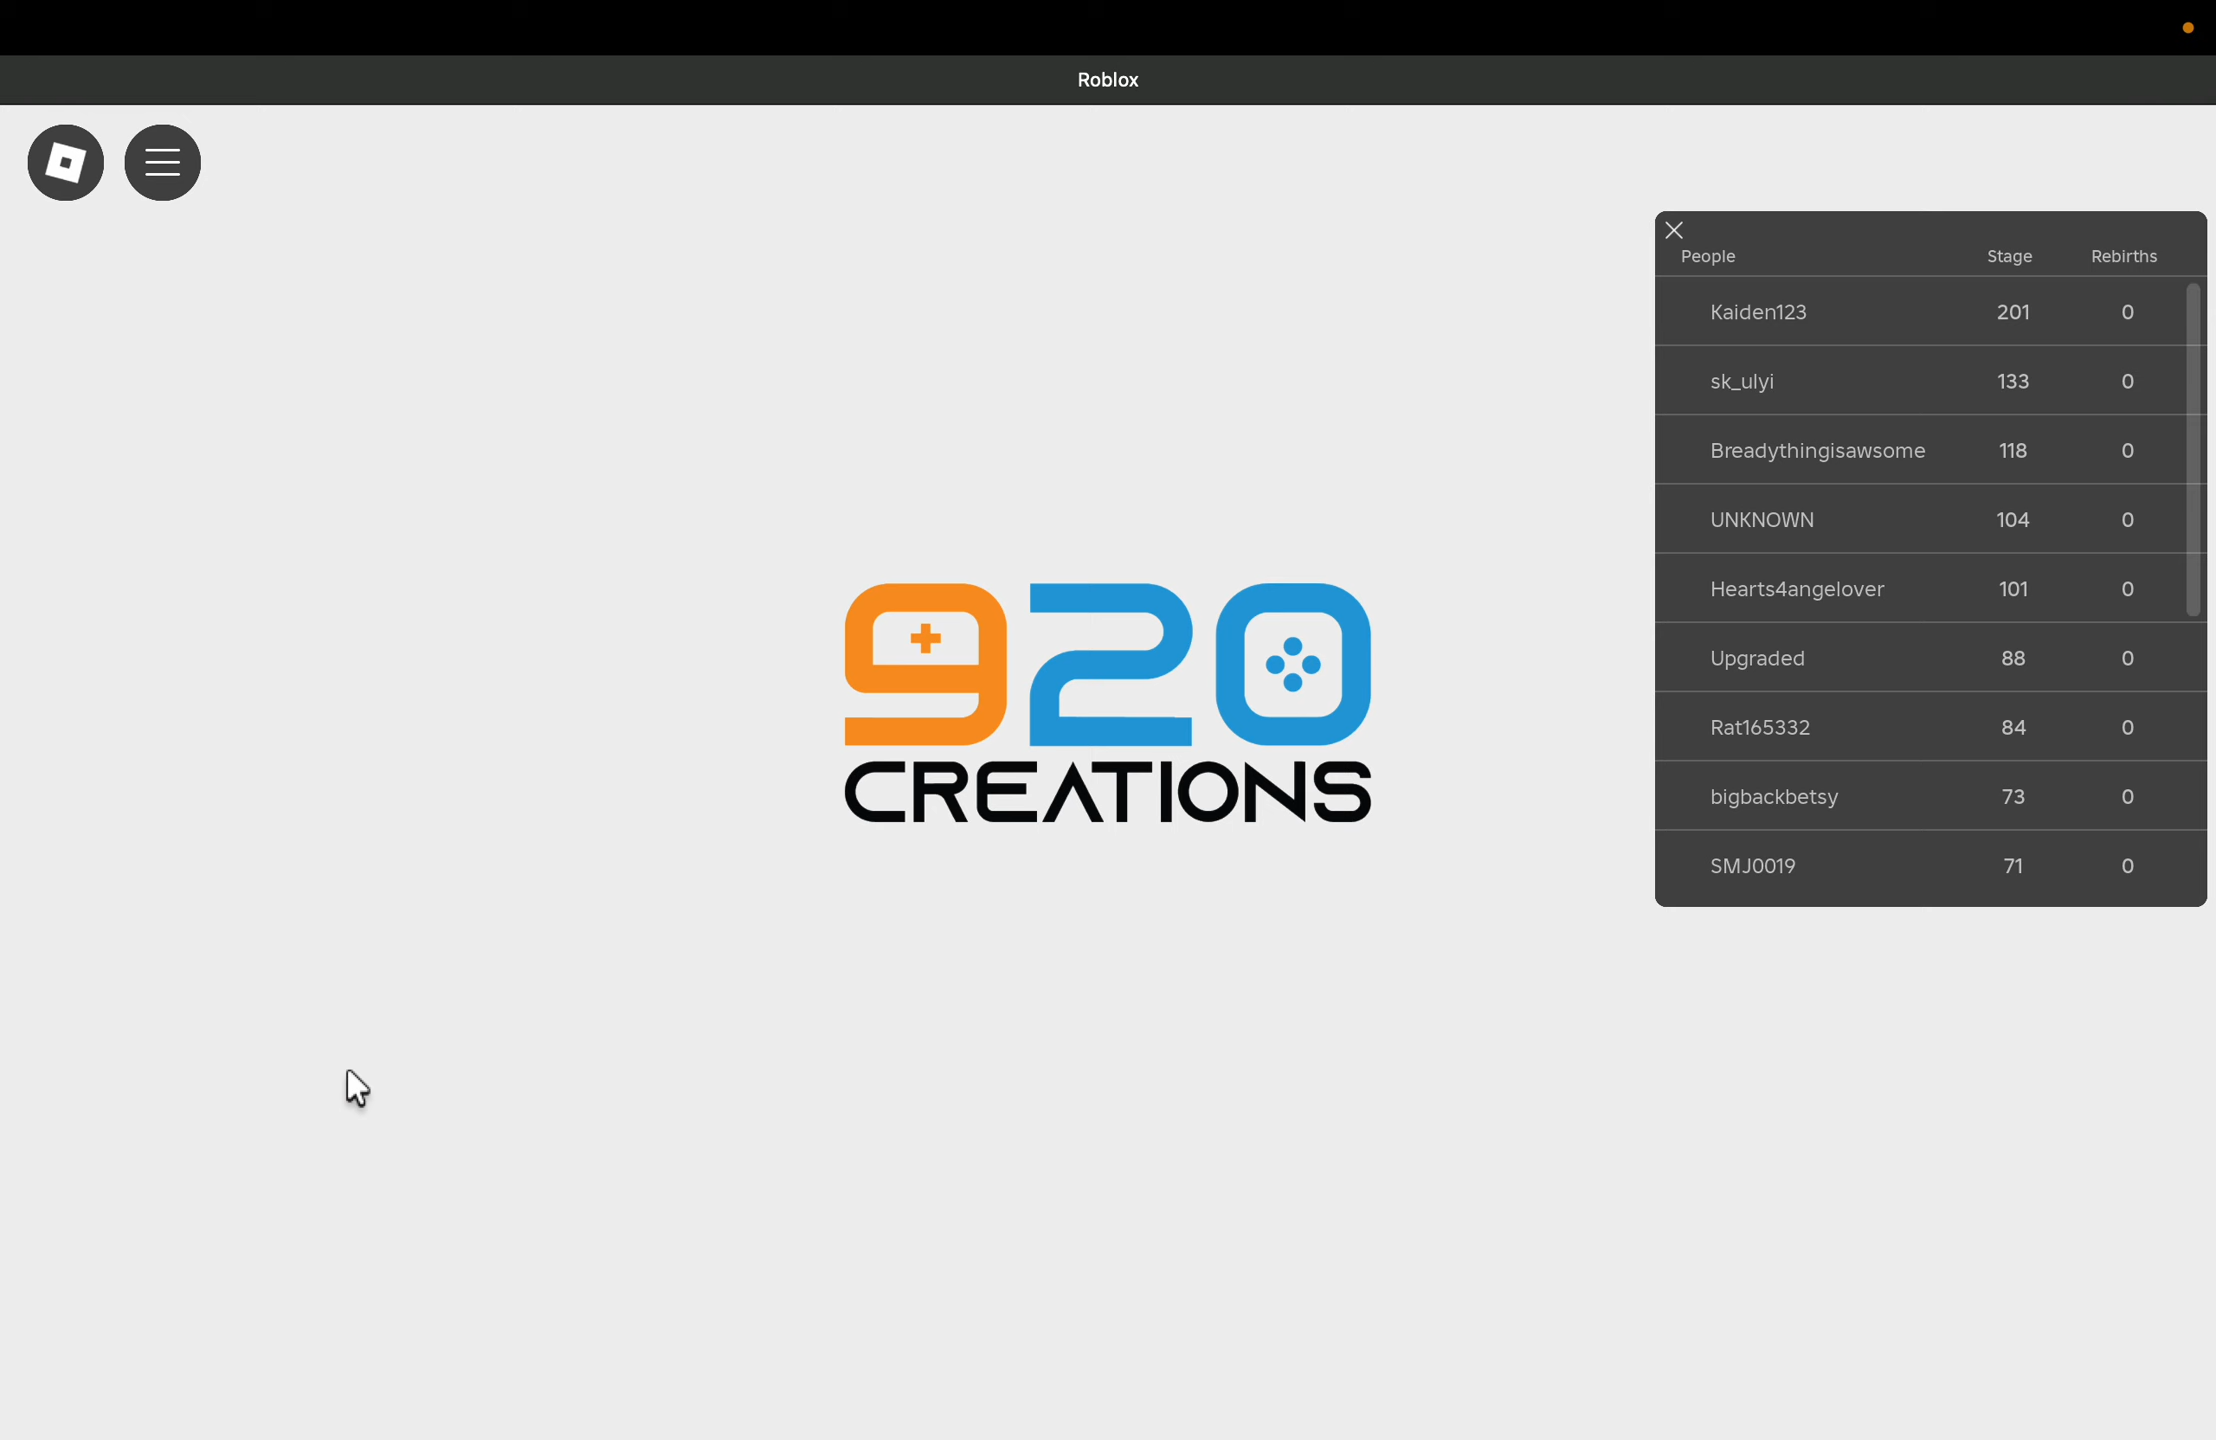 Roblox
People Stage Rebirths
Kaiden123 201 0
sk_ulyi 133 0
Breadythingisawsome 118 0
UNKNOWN 104 0
Hearts4angelover 101 0
Upgraded 88 0
Rat165332 84 0
bigbackbetsy 73 0
SMJ0019 71 0
920
CREATIONS